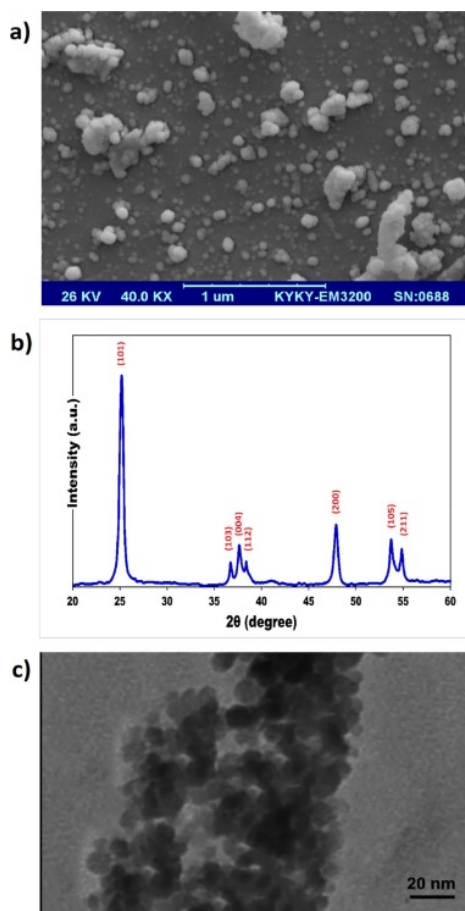 a)
26 KV 40.0 KX 1 um KYKY-EM3200 SN:0688
b)
Intensity (a.u.)
(101)
(103)
(004)
(112)
(200)
(105)
(211)
20 25 30 35 40 45 50 55 60
2θ (degree)
c)
20 nm